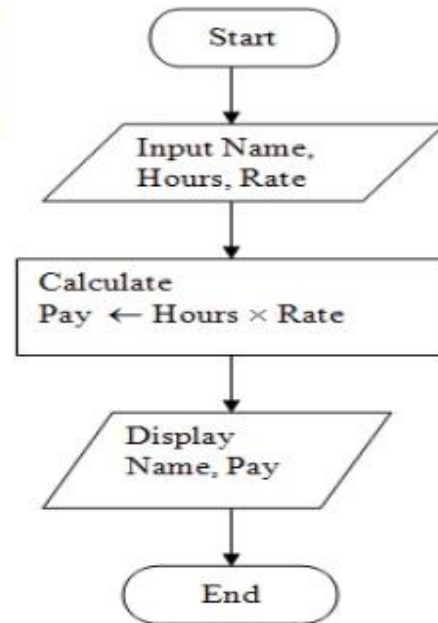 Start
Input Name,
Hours, Rate
Calculate
Pay ← Hours × Rate
Display
Name, Pay
End